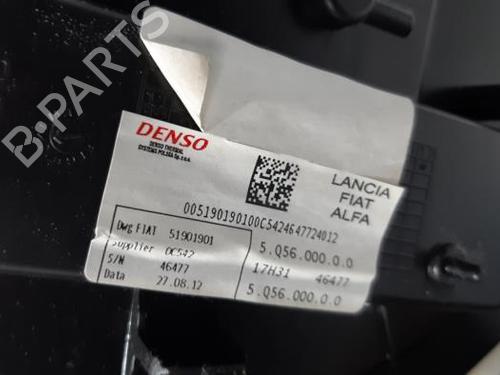 B-PARTS
DENSO
DENSO THERMAL
SYSTEMS POLSKA Sp. z o.o.
LANCIA
FIAT
ALFA
005190190100C5424647724012
Dwg FIAT 51901901
Supplier 0C542
S/N 46477
Data 27.08.12
5.Q56.000.0.0
17H31 46477
5.Q56.000.0.0